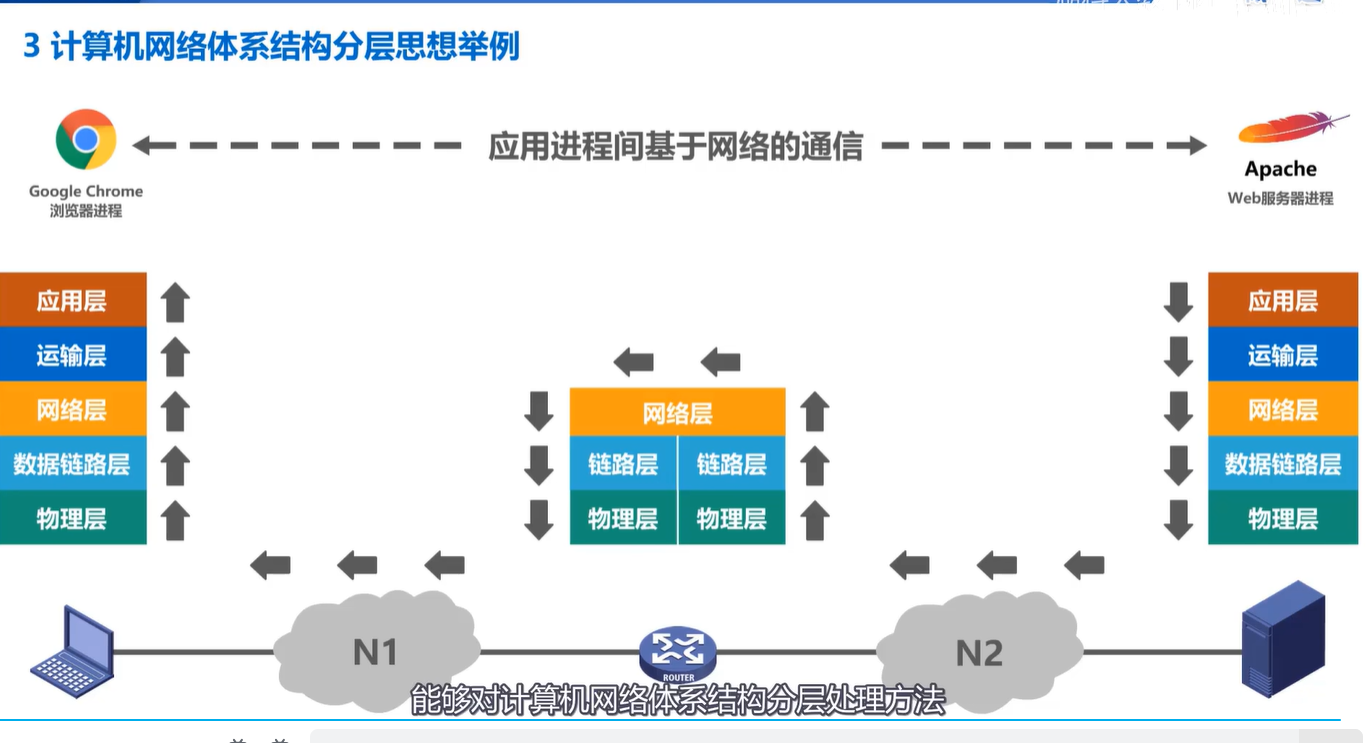 3 计算机网络体系结构分层思想举例
应用进程间基于网络的通信
Google Chrome
浏览器进程
Apache
Web服务器进程
应用层
运输层
网络层
数据链路层
物理层
网络层
链路层 链路层
物理层 物理层
应用层
运输层
网络层
数据链路层
物理层
N1
ROUTER
N2
能够对计算机网络体系结构分层处理方法